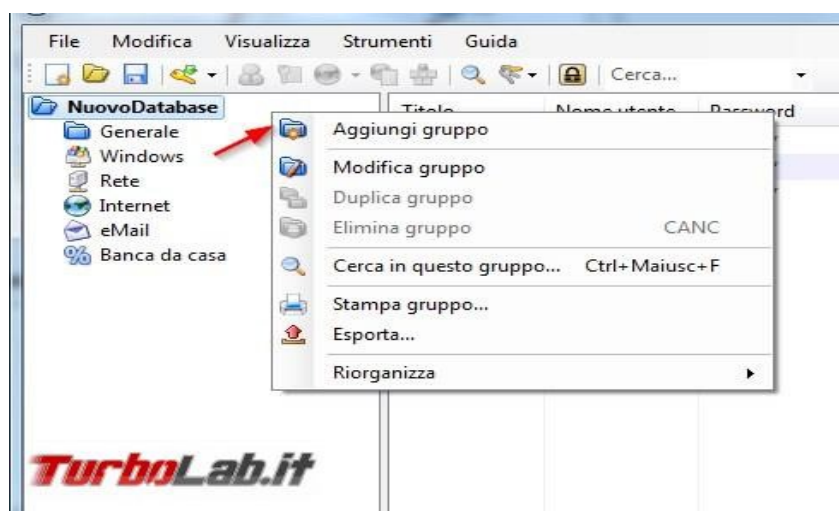 File Modifica Visualizza Strumenti Guida
Cerca...
NuovoDatabase
Titolo Nome utente Password
Generale
Windows
Rete
Internet
eMail
Banca da casa
Aggiungi gruppo
Modifica gruppo
Duplica gruppo
Elimina gruppo CANC
Cerca in questo gruppo... Ctrl+Maiusc+F
Stampa gruppo...
Esporta...
Riorganizza
TurboLab.it